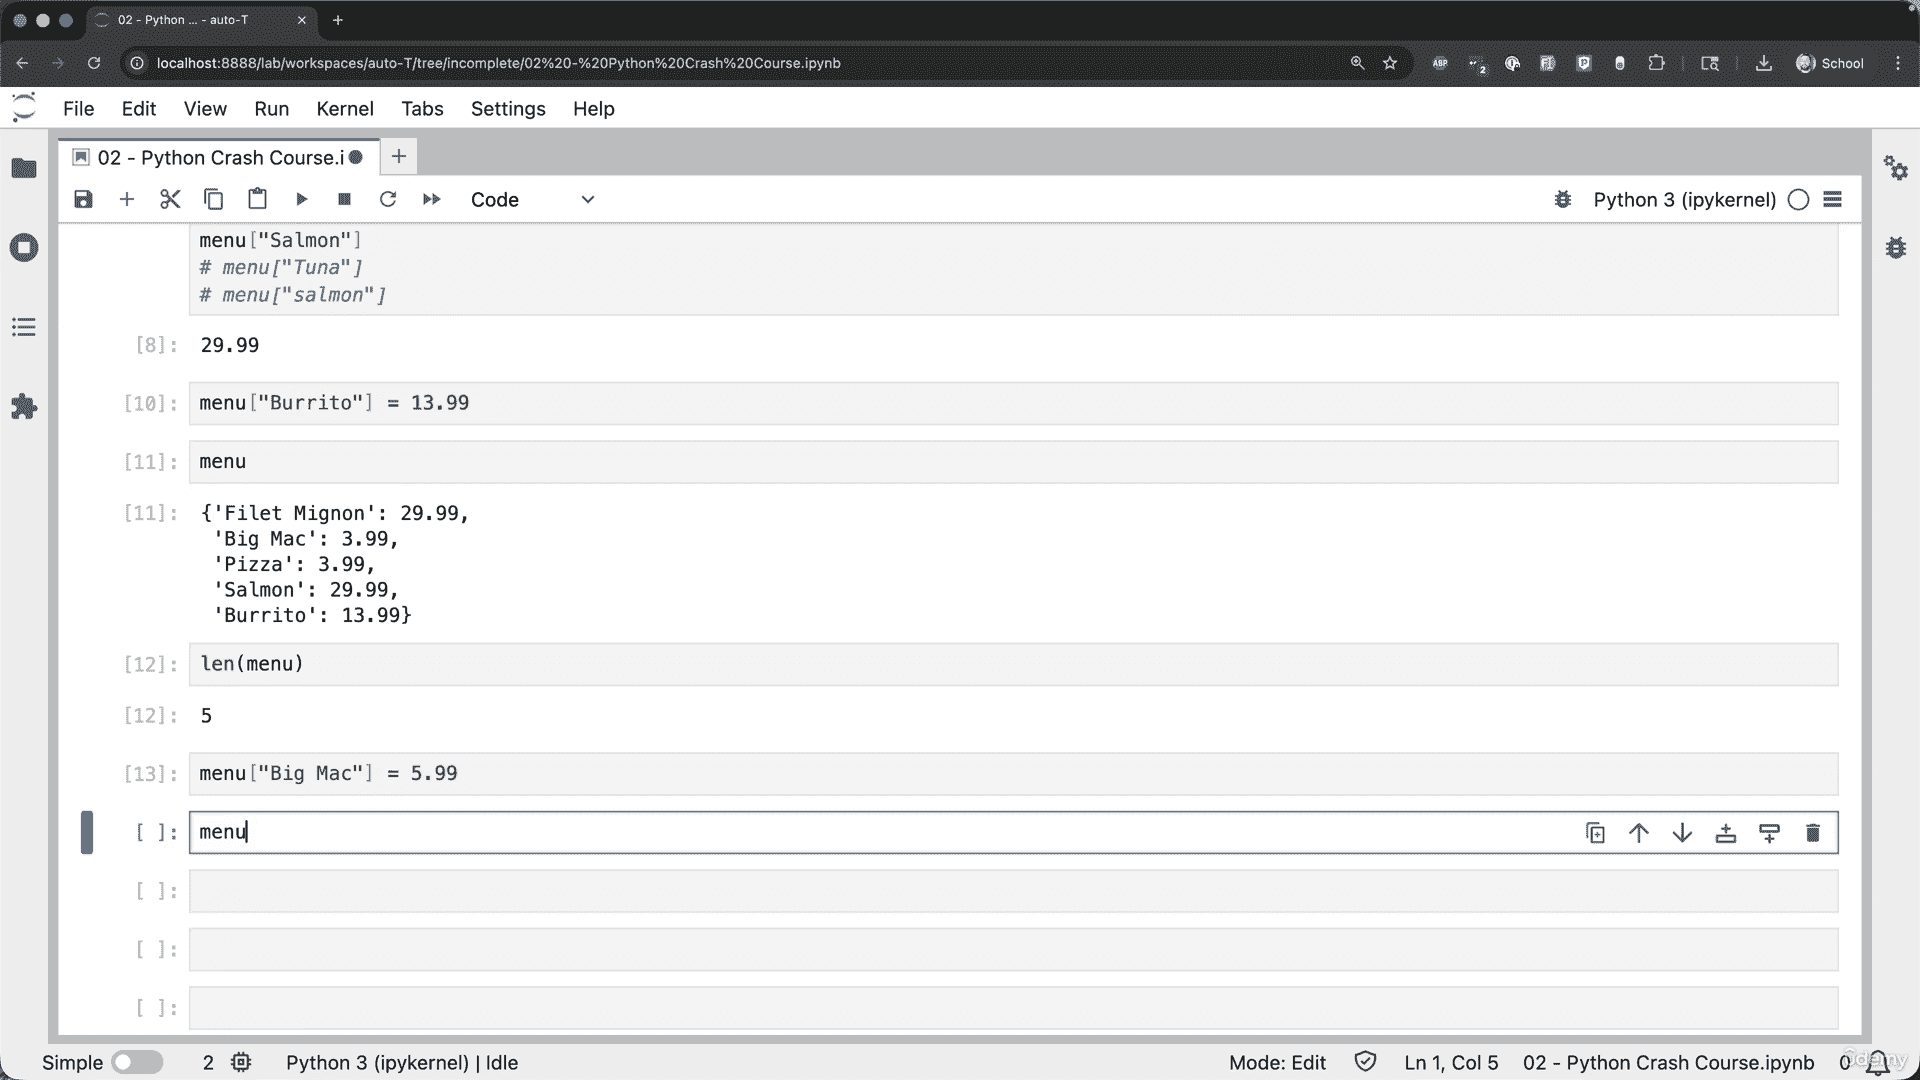 02 - Python ... - auto-T
localhost:8888/lab/workspaces/auto-T/tree/incomplete/02%20-%20Python%20Crash%20Course.ipynb
ABP
2
School
File Edit View Run Kernel Tabs Settings Help
02 - Python Crash Course.i
Code
Python 3 (ipykernel)
menu["Salmon"]
# menu["Tuna"]
# menu["salmon"]
[8]: 29.99
[10]: menu["Burrito"] = 13.99
[11]: menu
[11]: {'Filet Mignon': 29.99,
'Big Mac': 3.99,
'Pizza': 3.99,
'Salmon': 29.99,
'Burrito': 13.99}
[12]: len(menu)
[12]: 5
[13]: menu["Big Mac"] = 5.99
[ ]: menu
[ ]:
[ ]:
[ ]:
Simple 2 Python 3 (ipykernel) | Idle Mode: Edit Ln 1, Col 5 02 - Python Crash Course.ipynb 0
udemy